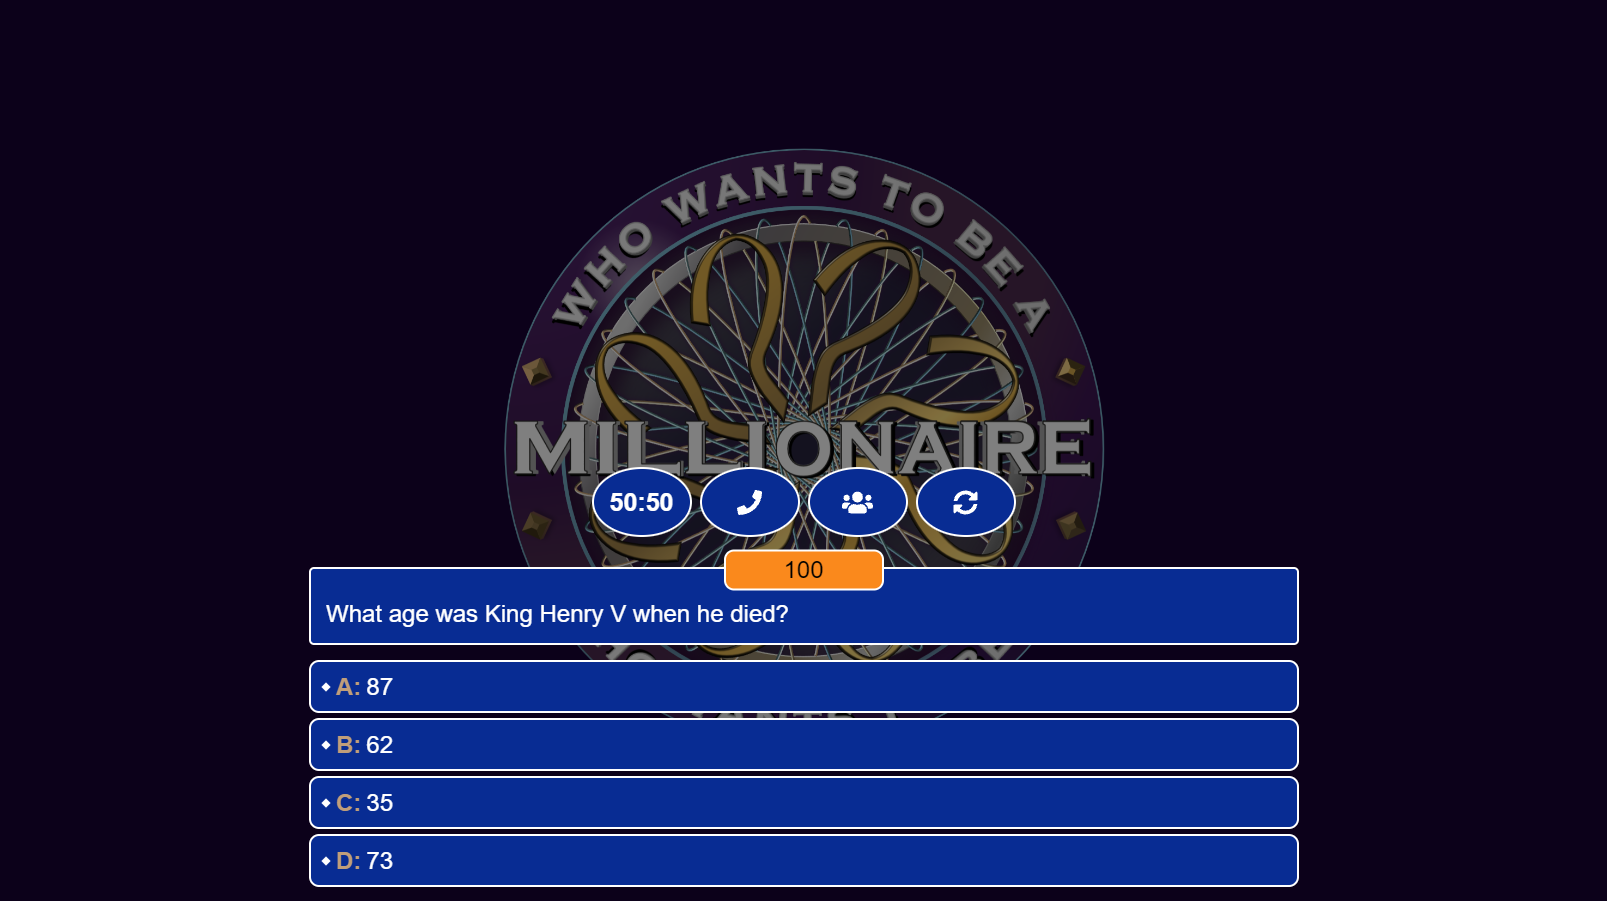 WHO WANTS TO BE A
MILLIONAIRE
50:50
100
What age was King Henry V when he died?
A: 87
B: 62
C: 35
D: 73